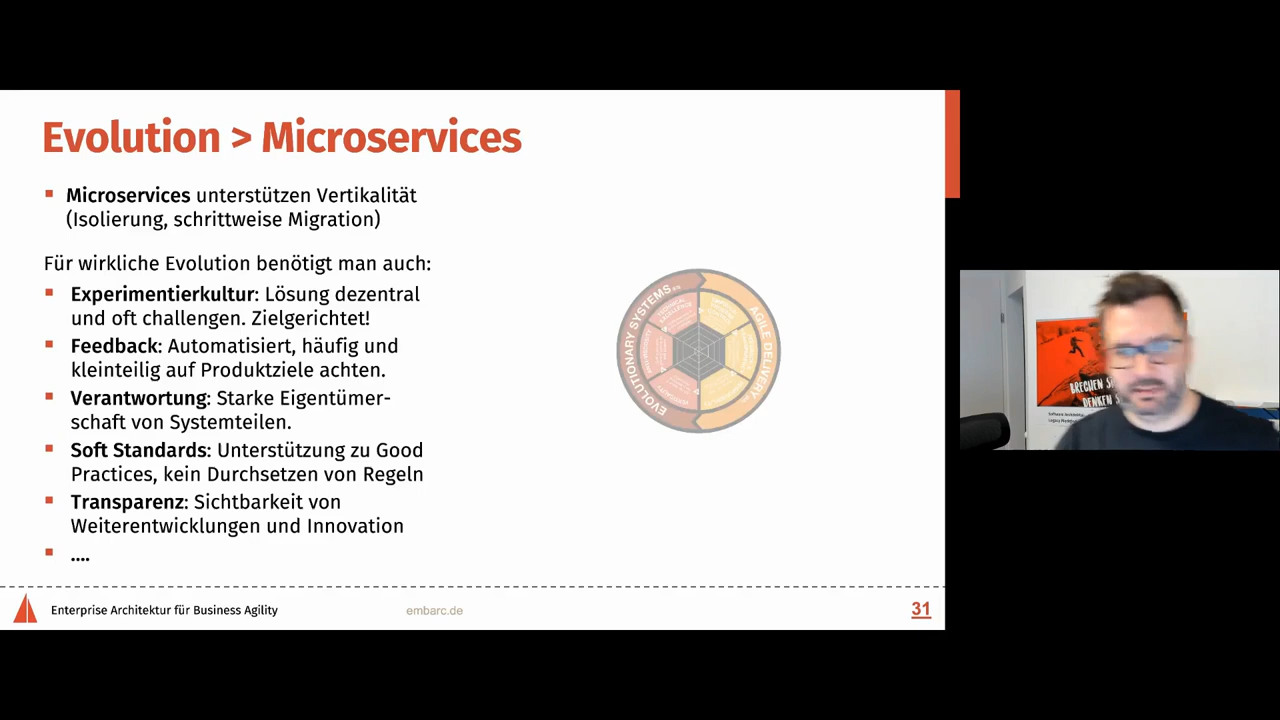 Evolution > Microservices
▪ Microservices unterstützen Vertikalität
(Isolierung, schrittweise Migration)
Für wirkliche Evolution benötigt man auch:
▪ Experimentierkultur: Lösung dezentral
und oft challengen. Zielgerichtet!
▪ Feedback: Automatisiert, häufig und
kleinteilig auf Produktziele achten.
▪ Verantwortung: Starke Eigentümer-
schaft von Systemteilen.
▪ Soft Standards: Unterstützung zu Good
Practices, kein Durchsetzen von Regeln
▪ Transparenz: Sichtbarkeit von
Weiterentwicklungen und Innovation
▪ ....
EVOLUTIONARY SYSTEMS
AGILE DELIVERY
Enterprise Architektur für Business Agility
embarc.de
31
BRECHEN
DENKEN